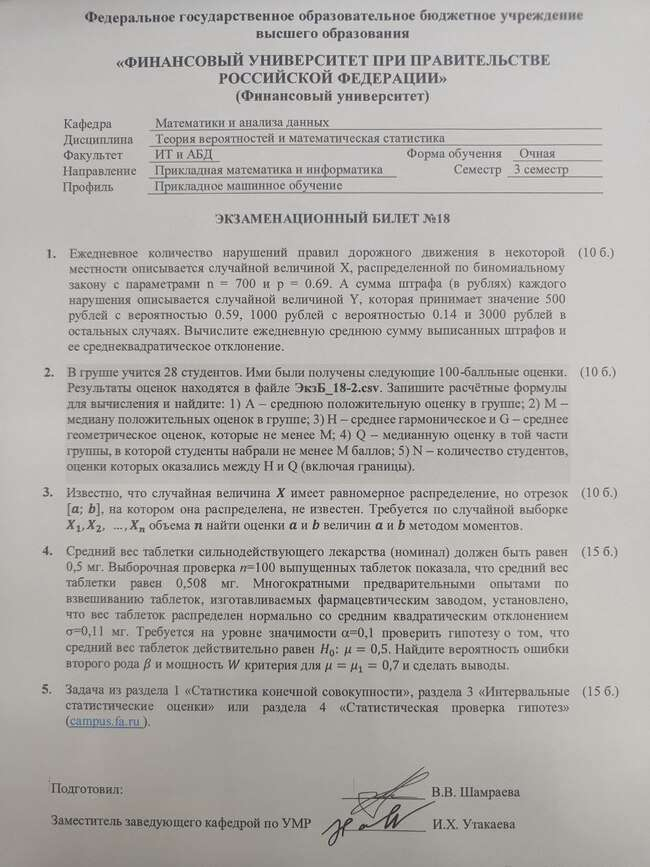 Федеральное государственное образовательное бюджетное учреждение
высшего образования
«ФИНАНСОВЫЙ УНИВЕРСИТЕТ ПРИ ПРАВИТЕЛЬСТВЕ
РОССИЙСКОЙ ФЕДЕРАЦИИ»
(Финансовый университет)
Кафедра Математики и анализа данных
Дисциплина Теория вероятностей и математическая статистика
Факультет ИТ и АБД Форма обучения Очная
Направление Прикладная математика и информатика Семестр 3 семестр
Профиль Прикладное машинное обучение
ЭКЗАМЕНАЦИОННЫЙ БИЛЕТ №18
1. Ежедневное количество нарушений правил дорожного движения в некоторой (10 б.)
местности описывается случайной величиной X, распределенной по биномиальному
закону с параметрами n = 700 и p = 0.69. А сумма штрафа (в рублях) каждого
нарушения описывается случайной величиной Y, которая принимает значение 500
рублей с вероятностью 0.59, 1000 рублей с вероятностью 0.14 и 3000 рублей в
остальных случаях. Вычислите ежедневную среднюю сумму выписанных штрафов и
ее среднеквадратическое отклонение.
2. В группе учится 28 студентов. Ими были получены следующие 100-балльные оценки. (10 б.)
Результаты оценок находятся в файле ЭкзБ_18-2.csv. Запишите расчётные формулы
для вычисления и найдите: 1) A – среднюю положительную оценку в группе; 2) M –
медиану положительных оценок в группе; 3) H – среднее гармоническое и G – среднее
геометрическое оценок, которые не менее M; 4) Q – медианную оценку в той части
группы, в которой студенты набрали не менее M баллов; 5) N – количество студентов,
оценки которых оказались между H и Q (включая границы).
3. Известно, что случайная величина X имеет равномерное распределение, но отрезок (10 б.)
[a; b], на котором она распределена, не известен. Требуется по случайной выборке
X₁, X₂, …, Xₙ объема n найти оценки a и b величин a и b методом моментов.
4. Средний вес таблетки сильнодействующего лекарства (номинал) должен быть равен (15 б.)
0,5 мг. Выборочная проверка n=100 выпущенных таблеток показала, что средний вес
таблетки равен 0,508 мг. Многократными предварительными опытами по
взвешиванию таблеток, изготавливаемых фармацевтическим заводом, установлено,
что вес таблеток распределен нормально со средним квадратическим отклонением
σ=0,11 мг. Требуется на уровне значимости α=0,1 проверить гипотезу о том, что
средний вес таблеток действительно равен H₀: μ = 0,5. Найдите вероятность ошибки
второго рода β и мощность W критерия для μ = μ₁ = 0,7 и сделать выводы.
5. Задача из раздела 1 «Статистика конечной совокупности», раздела 3 «Интервальные (15 б.)
статистические оценки» или раздела 4 «Статистическая проверка гипотез»
(campus.fa.ru ).
Подготовил: В.В. Шамраева
Заместитель заведующего кафедрой по УМР И.Х. Утакаева